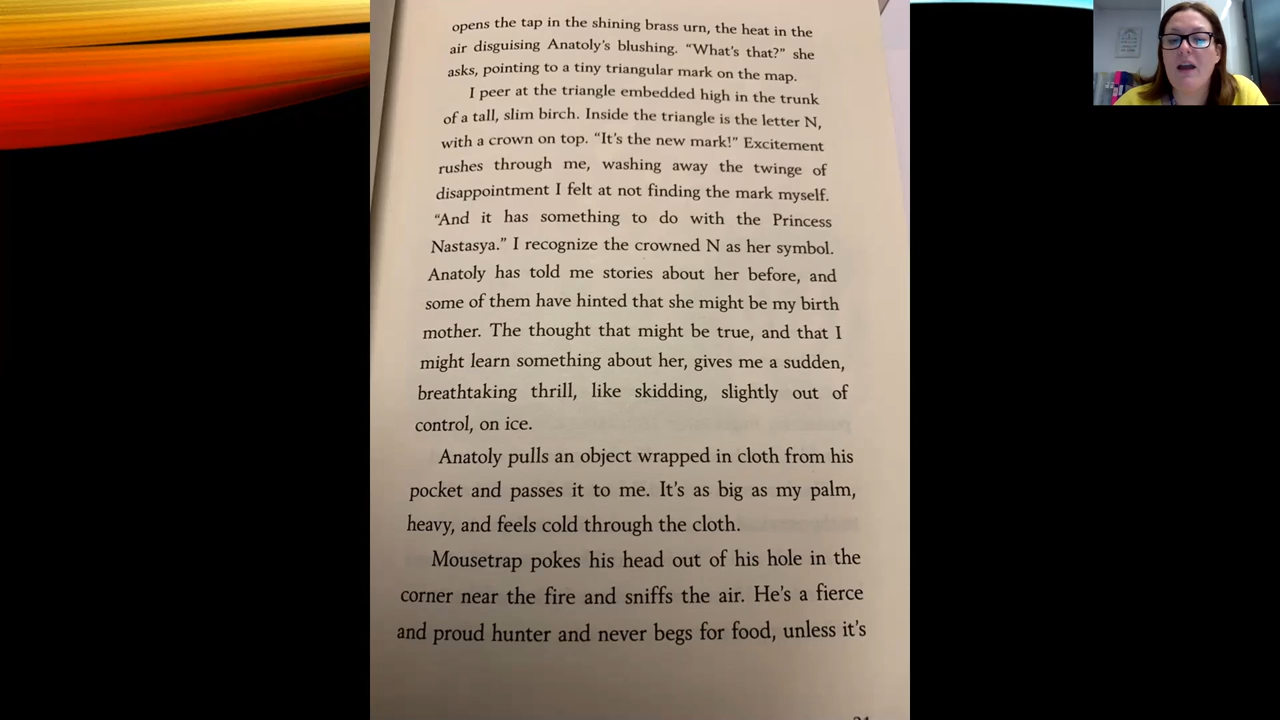 opens the tap in the shining brass urn, the heat in the
air disguising Anatoly's blushing. “What's that?” she
asks, pointing to a tiny triangular mark on the map.
I peer at the triangle embedded high in the trunk
of a tall, slim birch. Inside the triangle is the letter N,
with a crown on top. “It's the new mark!” Excitement
rushes through me, washing away the twinge of
disappointment I felt at not finding the mark myself.
“And it has something to do with the Princess
Nastasya.” I recognize the crowned N as her symbol.
Anatoly has told me stories about her before, and
some of them have hinted that she might be my birth
mother. The thought that might be true, and that I
might learn something about her, gives me a sudden,
breathtaking thrill, like skidding, slightly out of
control, on ice.
Anatoly pulls an object wrapped in cloth from his
pocket and passes it to me. It's as big as my palm,
heavy, and feels cold through the cloth.
Mousetrap pokes his head out of his hole in the
corner near the fire and sniffs the air. He's a fierce
and proud hunter and never begs for food, unless it's